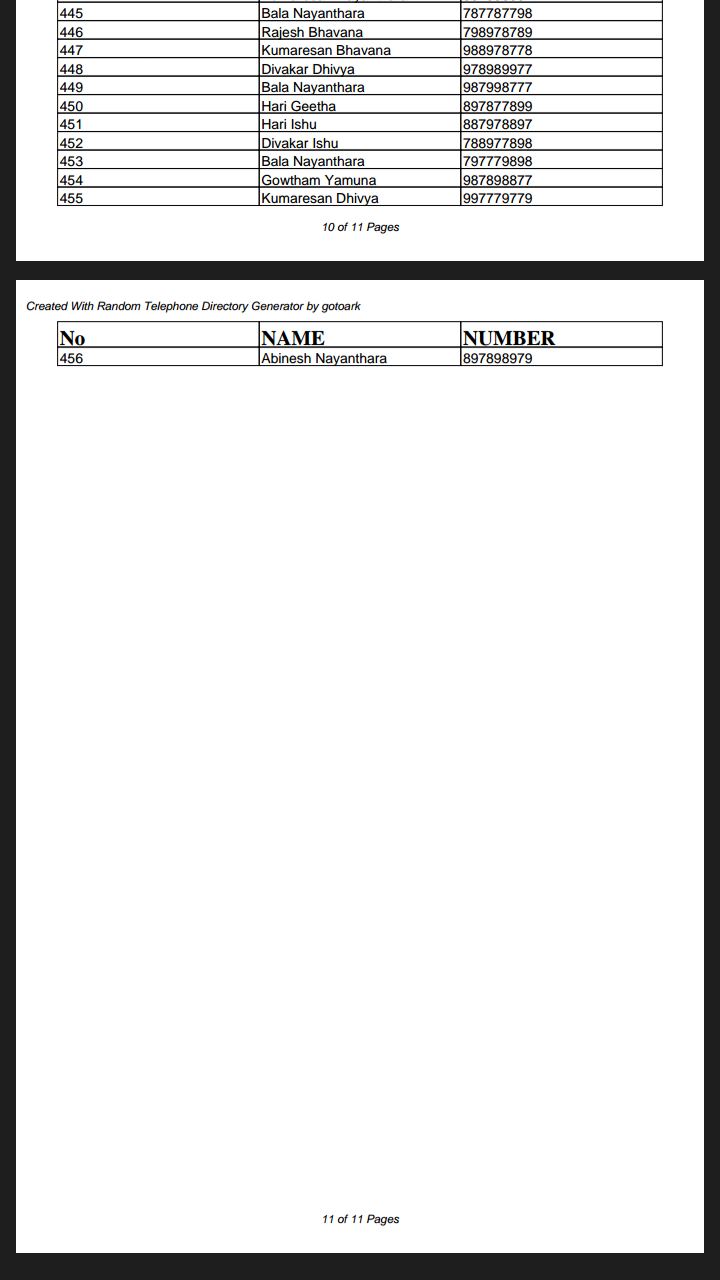 445 Bala Nayanthara 787787798
446 Rajesh Bhavana 798978789
447 Kumaresan Bhavana 988978778
448 Divakar Dhivya 978989977
449 Bala Nayanthara 987998777
450 Hari Geetha 897877899
451 Hari Ishu 887978897
452 Divakar Ishu 788977898
453 Bala Nayanthara 797779898
454 Gowtham Yamuna 987898877
455 Kumaresan Dhivya 997779779
10 of 11 Pages
Created With Random Telephone Directory Generator by gotoark
No NAME NUMBER
456 Abinesh Nayanthara 897898979
11 of 11 Pages